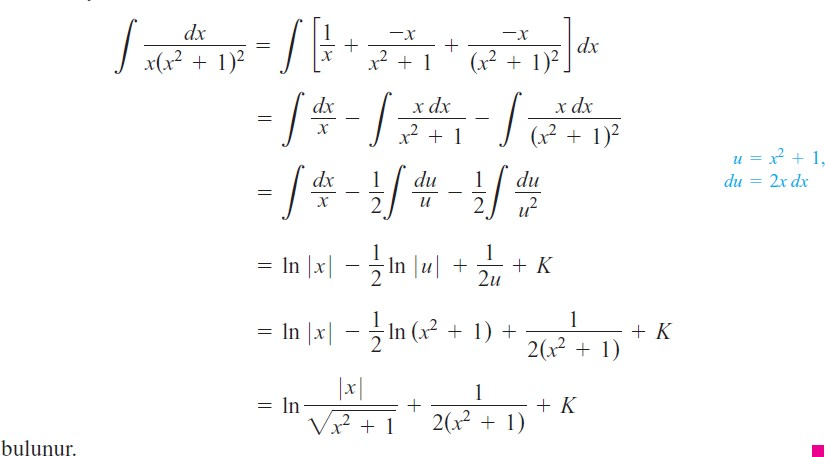 ∫ dx / x(x² + 1)² = ∫ [1/x + −x / x² + 1 + −x / (x² + 1)²] dx
= ∫ dx/x − ∫ x dx / x² + 1 − ∫ x dx / (x² + 1)²
u = x² + 1,
du = 2x dx
= ∫ dx/x − 1/2 ∫ du/u − 1/2 ∫ du/u²
= ln |x| − 1/2 ln |u| + 1/2u + K
= ln |x| − 1/2 ln (x² + 1) + 1 / 2(x² + 1) + K
= ln |x| / √x² + 1 + 1 / 2(x² + 1) + K
bulunur.